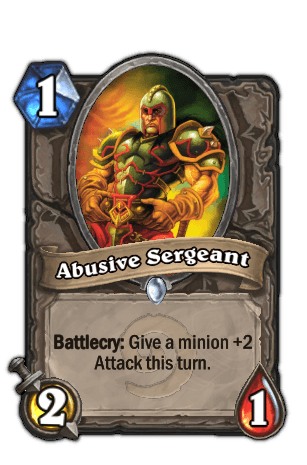 1
Abusive Sergeant
Battlecry: Give a minion +2
Attack this turn.
2
1